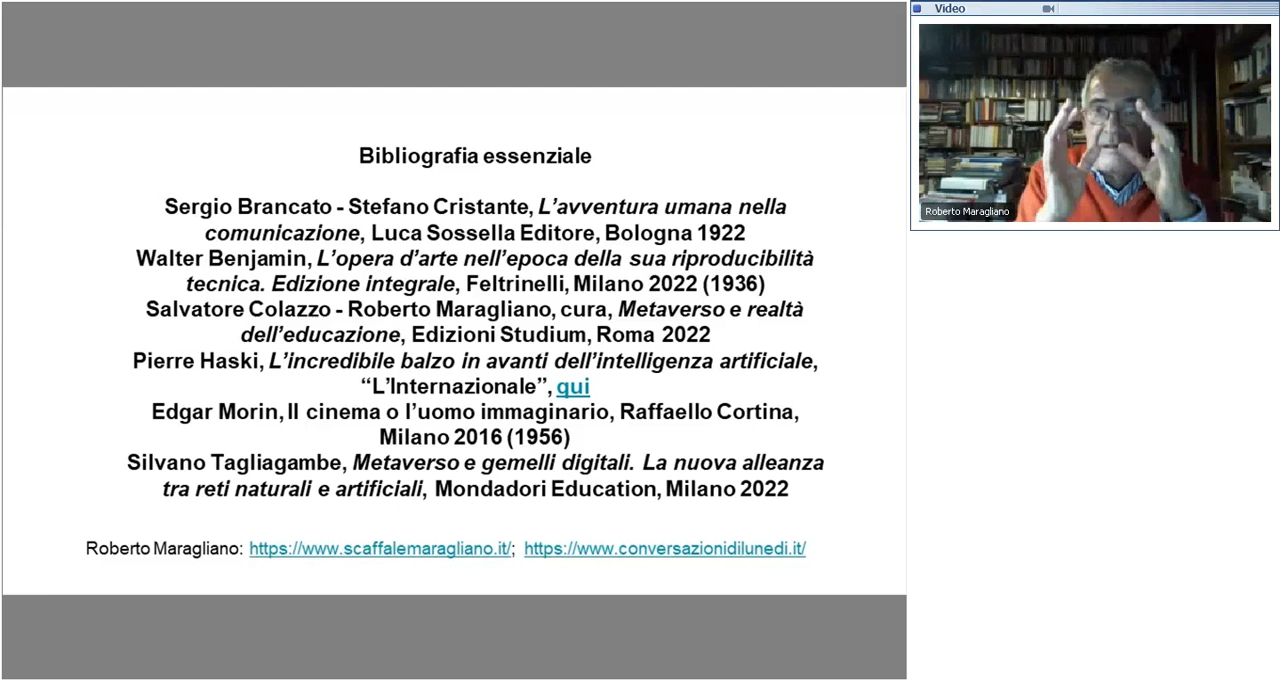 Bibliografia essenziale
Sergio Brancato - Stefano Cristante, L'avventura umana nella
comunicazione, Luca Sossella Editore, Bologna 1922
Walter Benjamin, L'opera d'arte nell'epoca della sua riproducibilità
tecnica. Edizione integrale, Feltrinelli, Milano 2022 (1936)
Salvatore Colazzo - Roberto Maragliano, cura, Metaverso e realtà
dell'educazione, Edizioni Studium, Roma 2022
Pierre Haski, L'incredibile balzo in avanti dell'intelligenza artificiale,
“L'Internazionale”, qui
Edgar Morin, Il cinema o l'uomo immaginario, Raffaello Cortina,
Milano 2016 (1956)
Silvano Tagliagambe, Metaverso e gemelli digitali. La nuova alleanza
tra reti naturali e artificiali, Mondadori Education, Milano 2022
Roberto Maragliano: https://www.scaffalemaragliano.it/; https://www.conversazionidilunedi.it/
Video
Roberto Maragliano